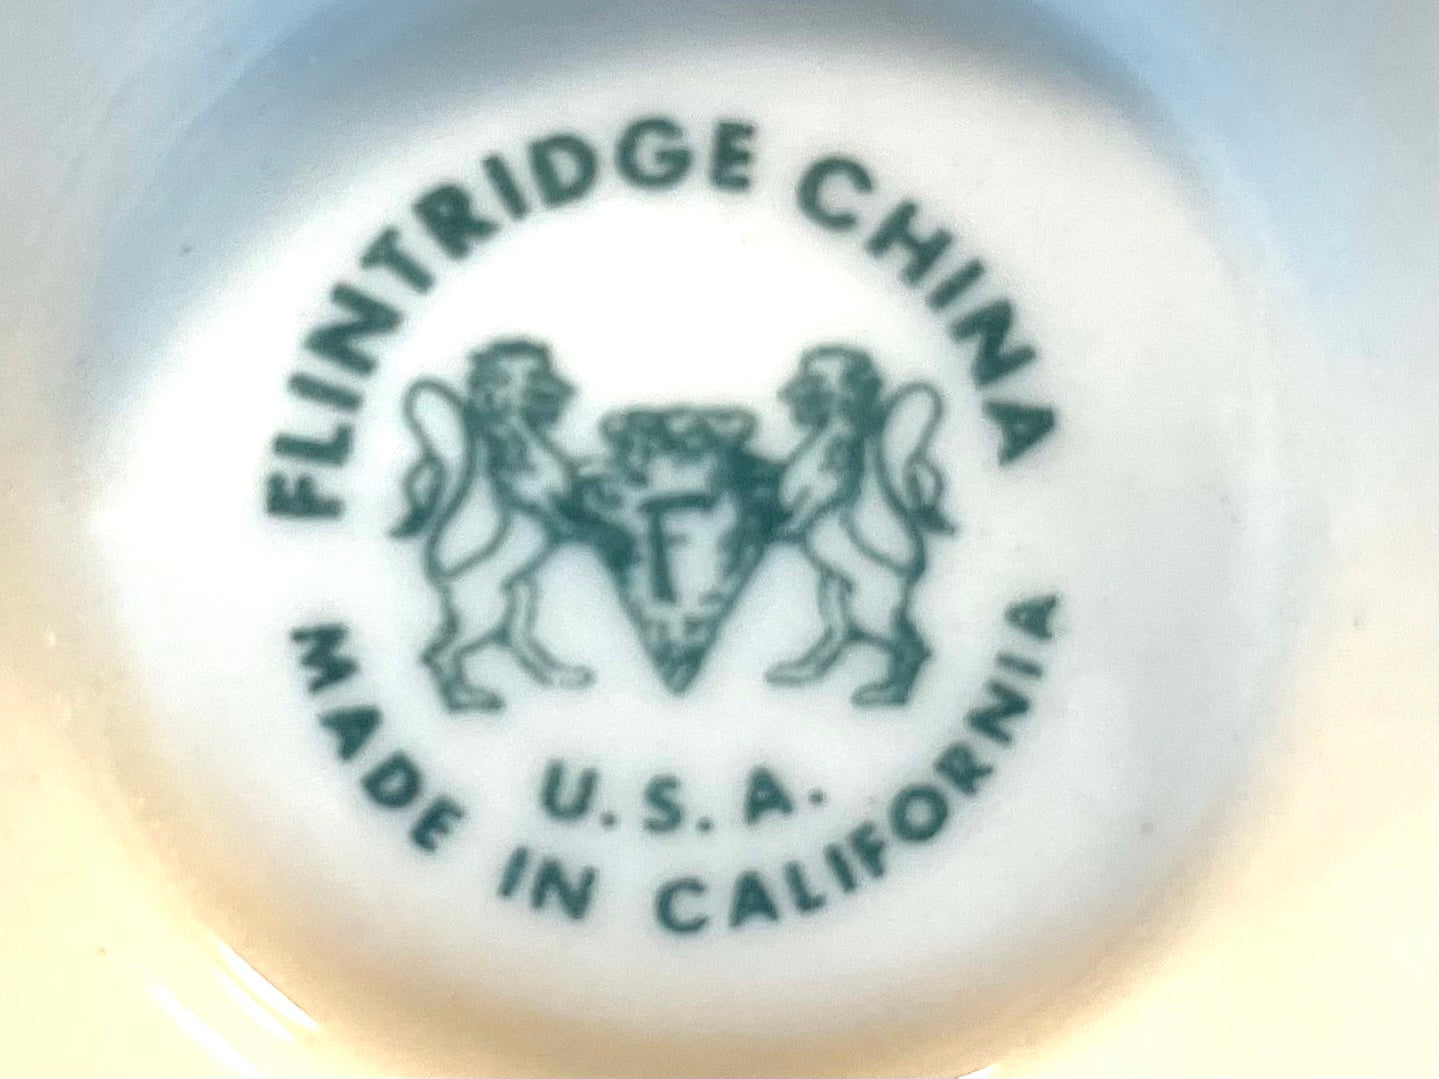 FLINTRIDGE CHINA
F
U.S.A.
MADE IN CALIFORNIA